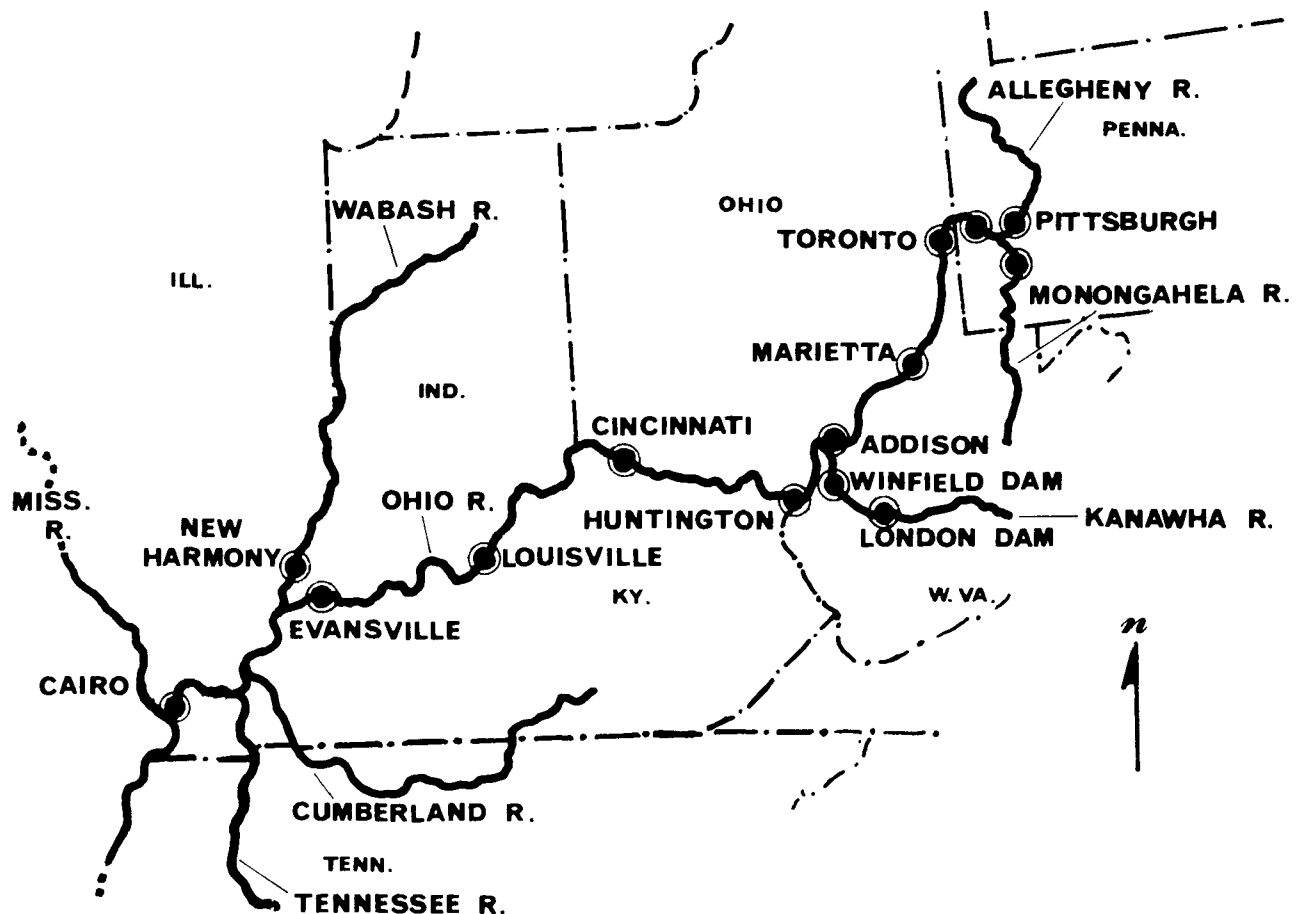 ALLEGHENY R.
PENNA.
OHIO
WABASH R.
PITTSBURGH
TORONTO
ILL.
MONONGAHELA R.
MARIETTA
IND.
CINCINNATI
ADDISON
WINFIELD DAM
MISS.
R.
OHIO R.
HUNTINGTON
KANAWHA R.
NEW
HARMONY
LOUISVILLE
LONDON DAM
KY.
W. VA.
EVANSVILLE
n
CAIRO
CUMBERLAND R.
TENN.
TENNESSEE R.